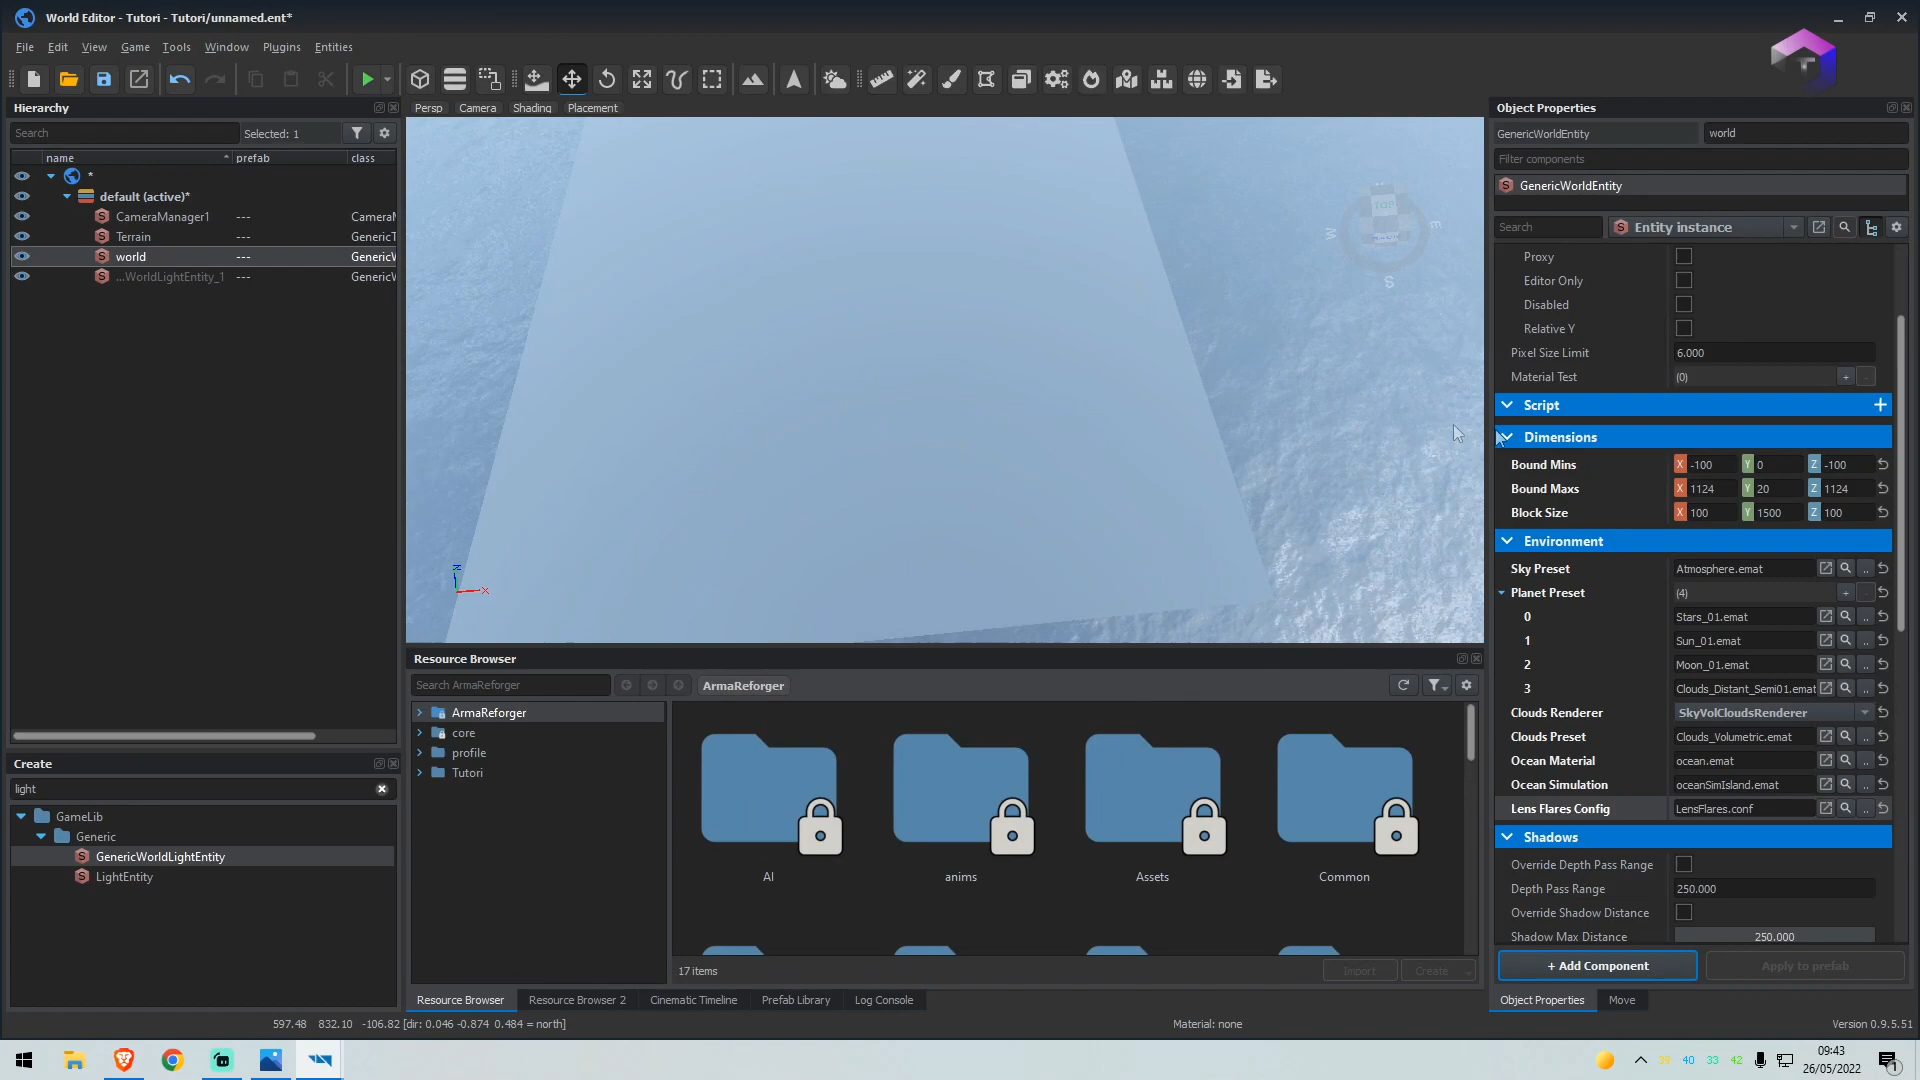 World Editor - Tutori - Tutori/unnamed.ent*
File Edit View Game Tools Window Plugins Entities
T
Hierarchy
Search Selected: 1
name prefab class
*
default (active)*
CameraManager1 --- Camera
Terrain --- GenericT
world --- GenericW
...WorldLightEntity_1 --- GenericW
Create
light
GameLib
Generic
GenericWorldLightEntity
LightEntity
Persp Camera Shading Placement
TOP
W E
S
Z
X
Resource Browser
Search ArmaReforger ArmaReforger
ArmaReforger
core
profile
Tutori
AI anims Assets Common
17 items Import Create
Resource Browser Resource Browser 2 Cinematic Timeline Prefab Library Log Console
Object Properties
GenericWorldEntity world
Filter components
GenericWorldEntity
Search Entity instance
Proxy
Editor Only
Disabled
Relative Y
Pixel Size Limit 6.000
Material Test (0) + -
Script +
Dimensions
Bound Mins X -100 Y 0 Z -100
Bound Maxs X 1124 Y 20 Z 1124
Block Size X 100 Y 1500 Z 100
Environment
Sky Preset Atmosphere.emat ..
Planet Preset (4) + -
0 Stars_01.emat ..
1 Sun_01.emat ..
2 Moon_01.emat ..
3 Clouds_Distant_Semi01.emat ..
Clouds Renderer SkyVolCloudsRenderer
Clouds Preset Clouds_Volumetric.emat ..
Ocean Material ocean.emat ..
Ocean Simulation oceanSimIsland.emat ..
Lens Flares Config LensFlares.conf ..
Shadows
Override Depth Pass Range
Depth Pass Range 250.000
Override Shadow Distance
Shadow Max Distance 250.000
+ Add Component Apply to prefab
Object Properties Move
597.48 832.10 -106.82 [dir: 0.046 -0.874 0.484 = north] Material: none Version 0.9.5.51
40 33 42 09:43
26/05/2022 1